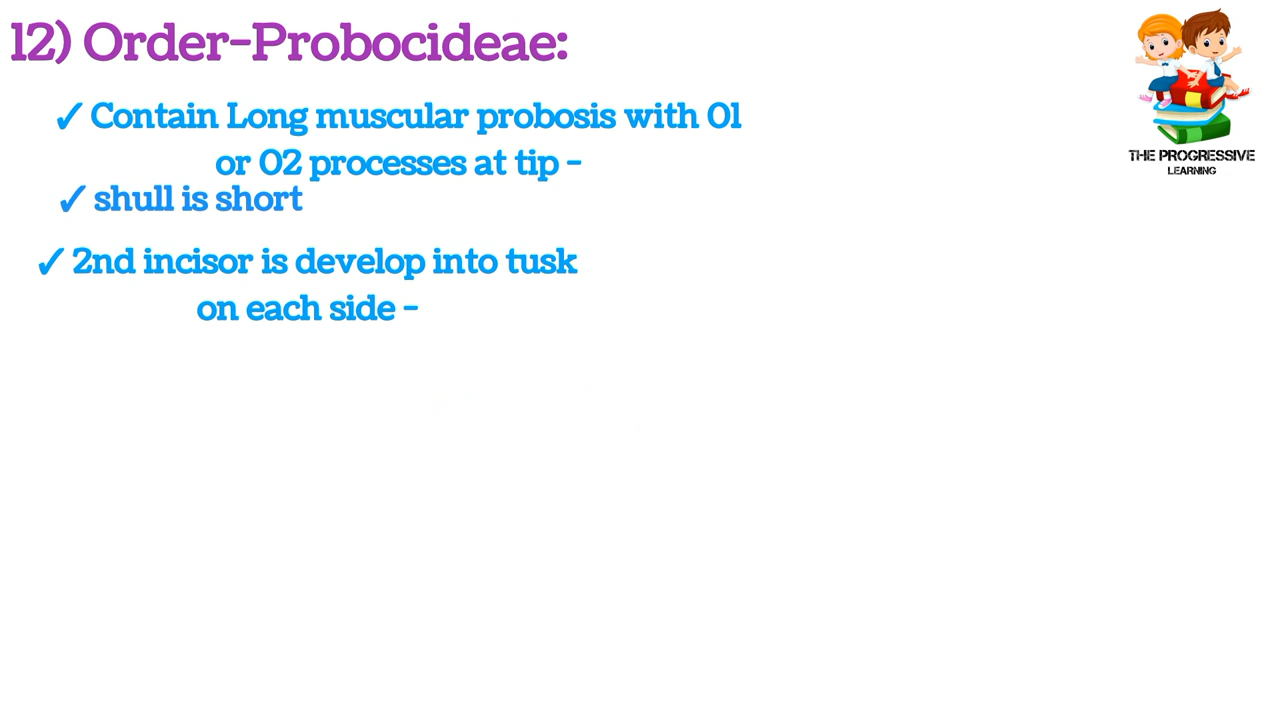 12) Order-Probocideae:
✓ Contain Long muscular probosis with 01
or 02 processes at tip -
✓ shull is short
✓ 2nd incisor is develop into tusk
on each side -
THE PROGRESSIVE
LEARNING